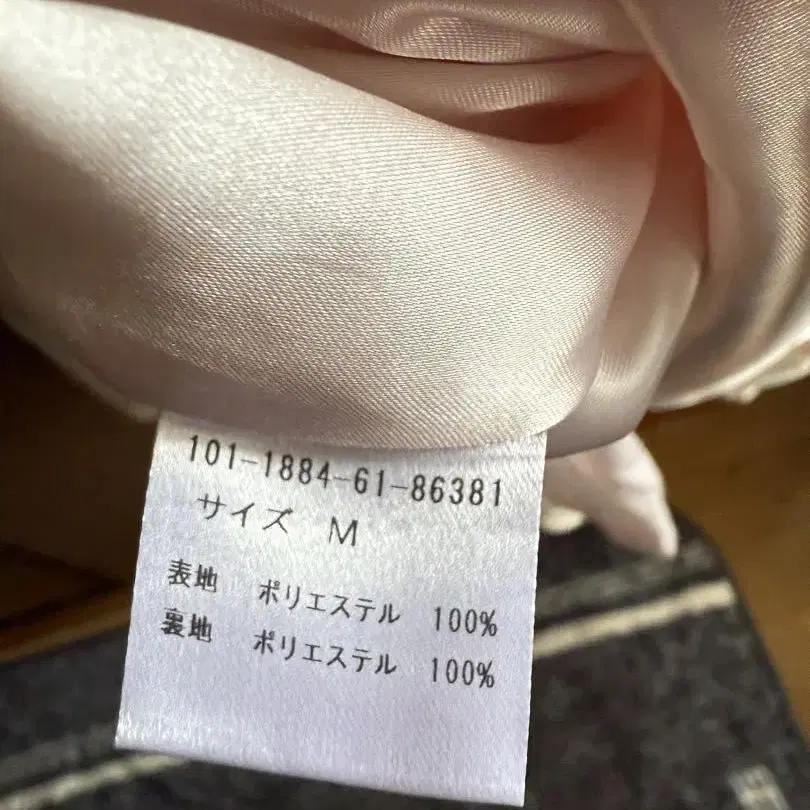 101-1884-61-86381
サイズ M
表地 ポリエステル 100%
裏地 ポリエステル 100%